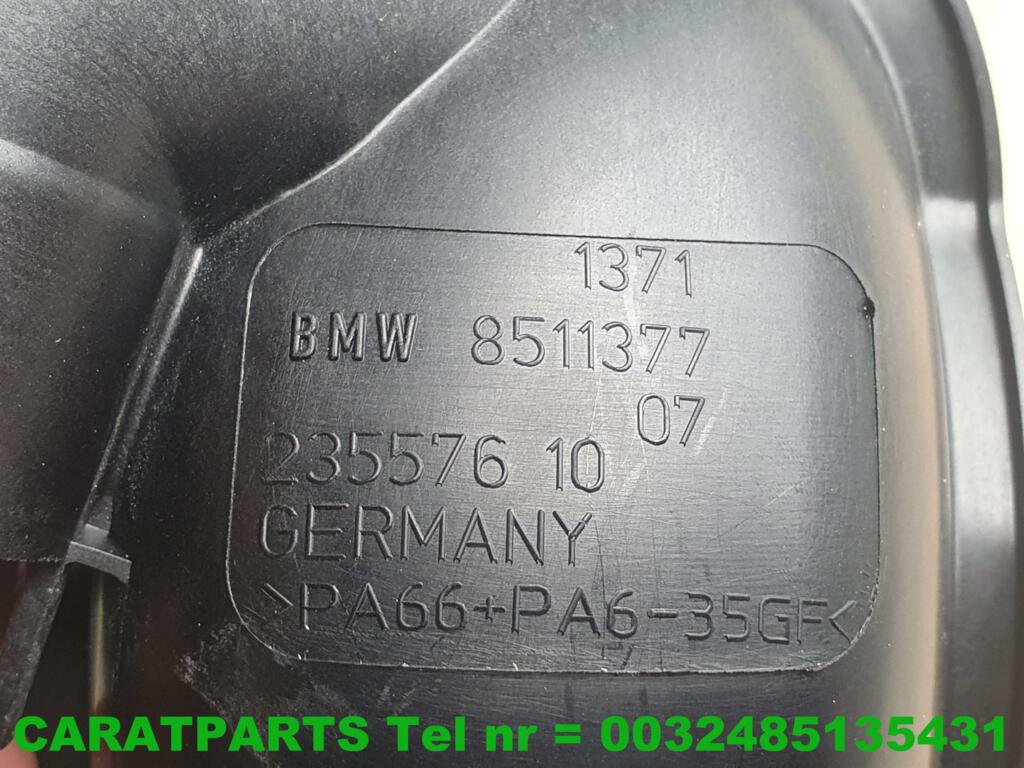 1371
BMW 8511377
07
235576 10
GERMANY
>PA66+PA6-35GF<
CARATPARTS Tel nr = 0032485135431